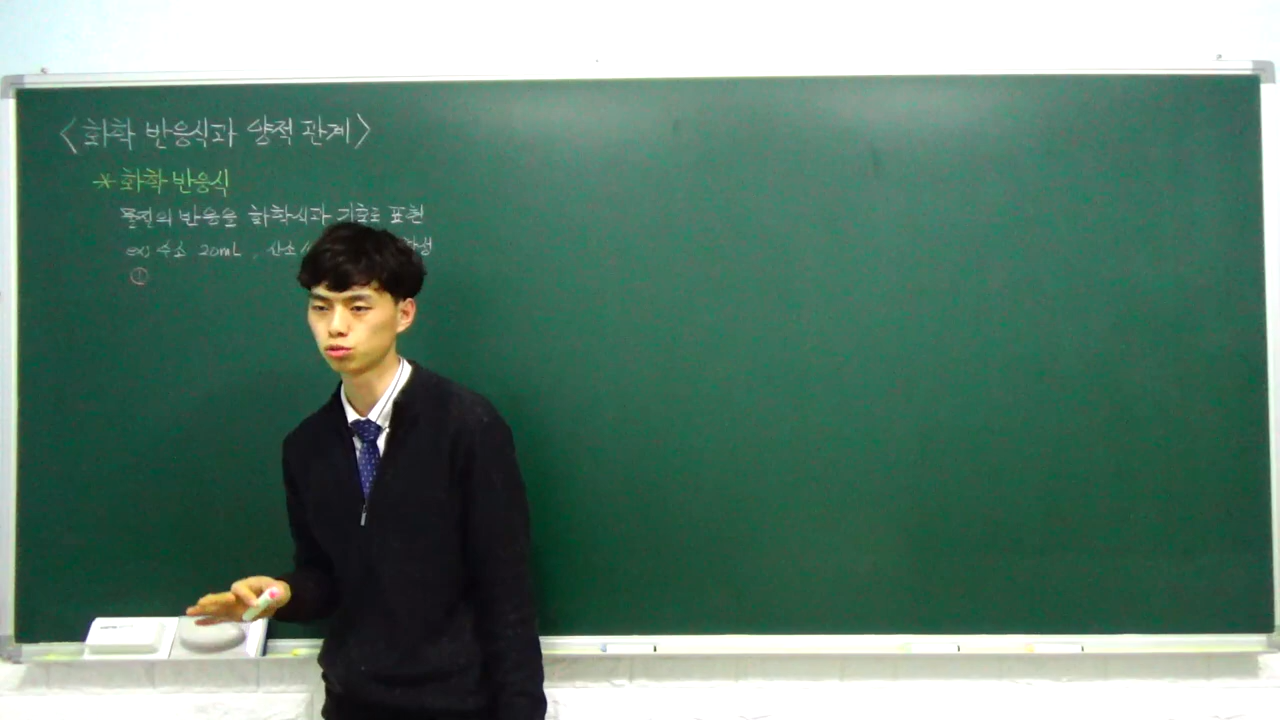 <화학 반응식과 양적 관계>
*화학 반응식
물질의 반응을 화학식과 기호로 표현
ex) 수소 20mL, 산소
①